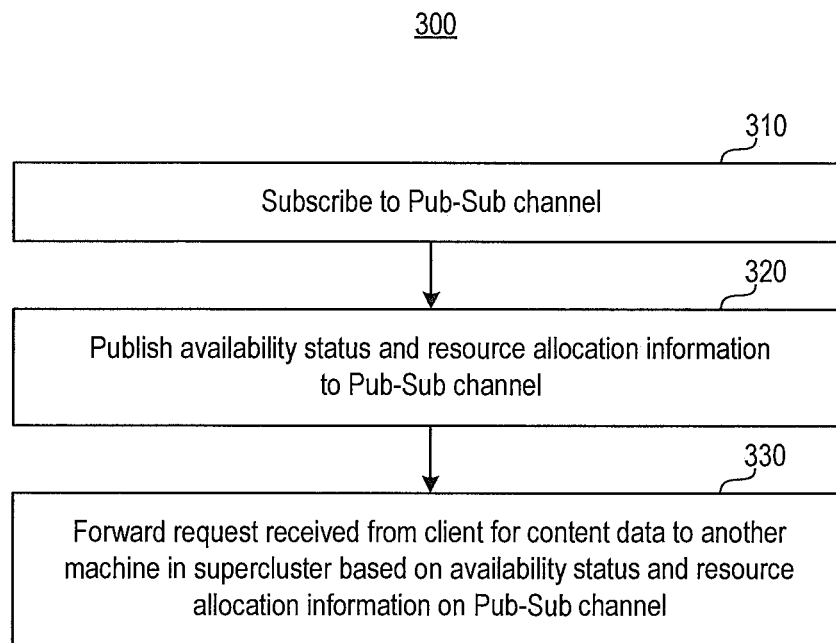 300
310
Subscribe to Pub-Sub channel
320
Publish availability status and resource allocation information
to Pub-Sub channel
330
Forward request received from client for content data to another
machine in supercluster based on availability status and resource
allocation information on Pub-Sub channel